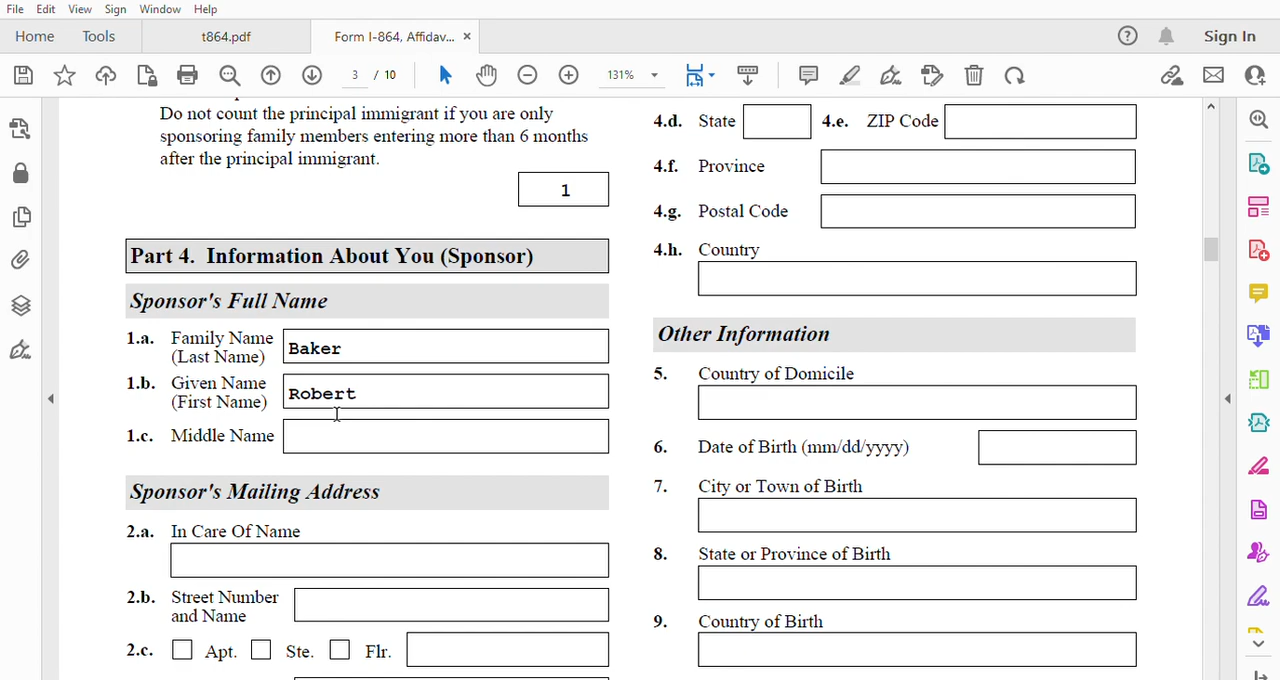 File Edit View Sign Window Help
Home Tools t864.pdf Form I-864, Affidav... × Sign In
3 / 10 131%
Do not count the principal immigrant if you are only
sponsoring family members entering more than 6 months
after the principal immigrant.
1
Part 4. Information About You (Sponsor)
Sponsor's Full Name
1.a. Family Name
(Last Name)
Baker
1.b. Given Name
(First Name)
Robert
1.c. Middle Name
Sponsor's Mailing Address
2.a. In Care Of Name
2.b. Street Number
and Name
2.c. Apt. Ste. Flr.
4.d. State 4.e. ZIP Code
4.f. Province
4.g. Postal Code
4.h. Country
Other Information
5. Country of Domicile
6. Date of Birth (mm/dd/yyyy)
7. City or Town of Birth
8. State or Province of Birth
9. Country of Birth